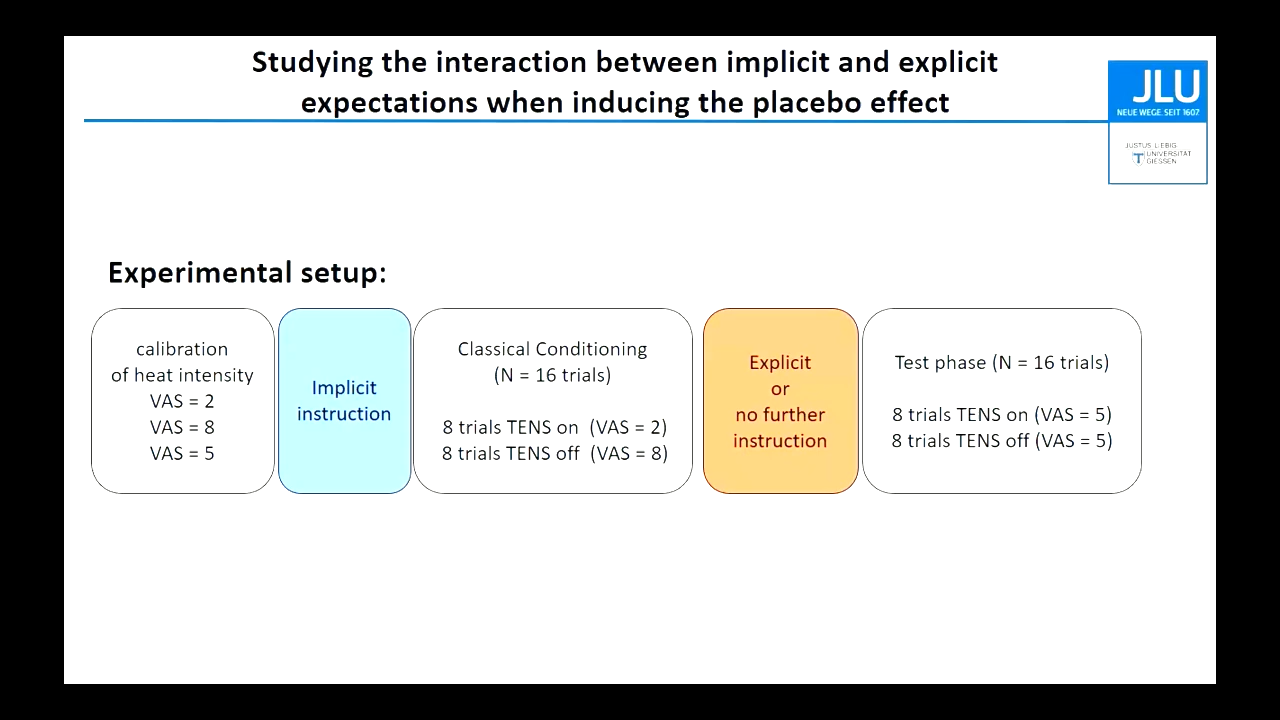 Studying the interaction between implicit and explicit
expectations when inducing the placebo effect
JLU
NEUE WEGE. SEIT 1607
JUSTUS LIEBIG
UNIVERSITÄT
GIESSEN
Experimental setup:
calibration
of heat intensity
VAS = 2
VAS = 8
VAS = 5
Implicit
instruction
Classical Conditioning
(N = 16 trials)
8 trials TENS on (VAS = 2)
8 trials TENS off (VAS = 8)
Explicit
or
no further
instruction
Test phase (N = 16 trials)
8 trials TENS on (VAS = 5)
8 trials TENS off (VAS = 5)